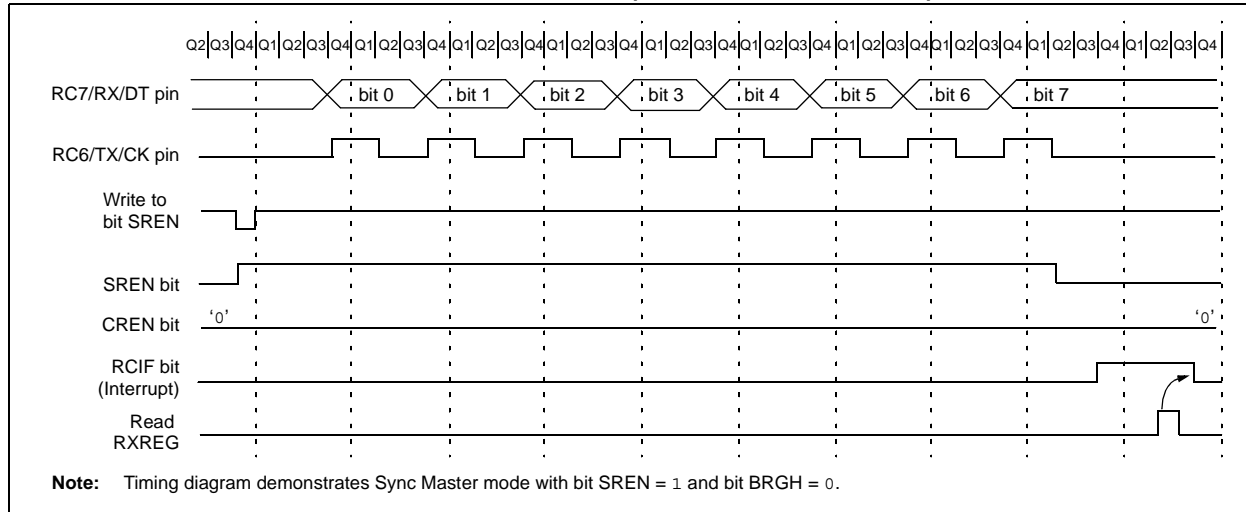 Q2 Q3 Q4 Q1 Q2 Q3 Q4 Q1 Q2 Q3 Q4 Q1 Q2 Q3 Q4 Q1 Q2 Q3 Q4 Q1 Q2 Q3 Q4 Q1 Q2 Q3 Q4 Q1 Q2 Q3 Q4 Q1 Q2 Q3 Q4 Q1 Q2 Q3 Q4 Q1 Q2 Q3 Q4
RC7/RX/DT pin bit 0 bit 1 bit 2 bit 3 bit 4 bit 5 bit 6 bit 7
RC6/TX/CK pin
Write to
bit SREN
SREN bit
CREN bit '0' '0'
RCIF bit
(Interrupt)
Read
RXREG
Note: Timing diagram demonstrates Sync Master mode with bit SREN = 1 and bit BRGH = 0.